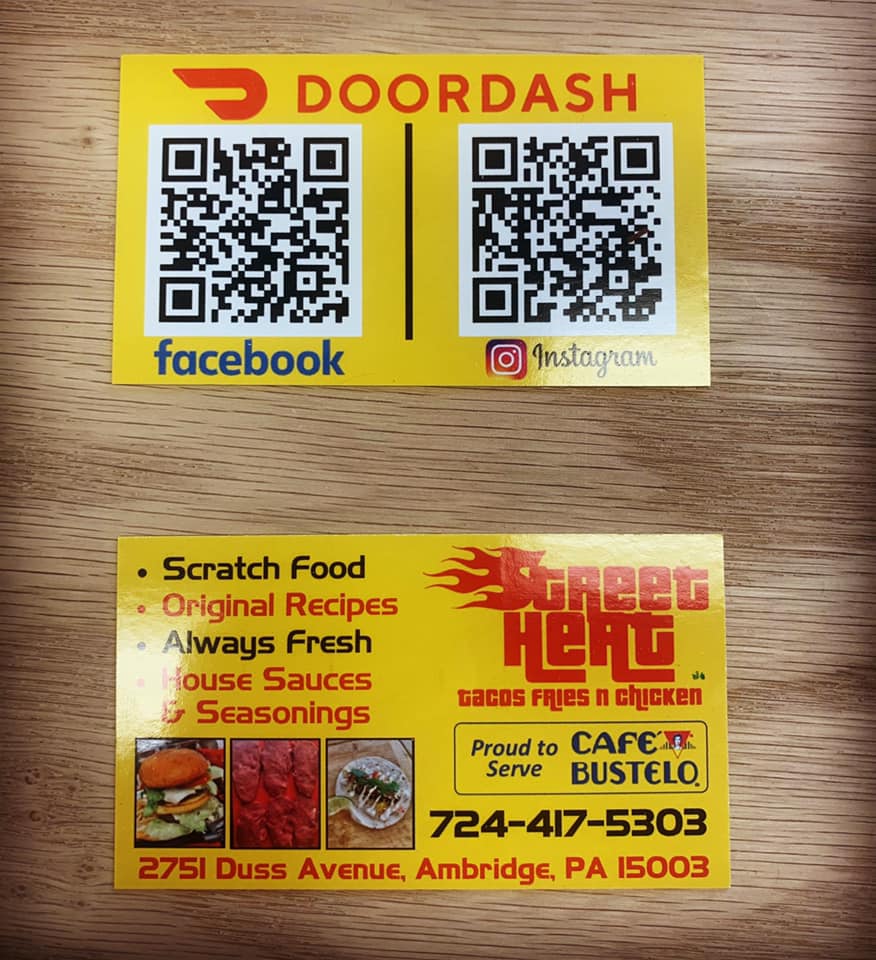 DOORDASH
facebook
Instagram
• Scratch Food
• Original Recipes
• Always Fresh
• House Sauces
& Seasonings
STREET
HEAT
TACOS FRIES N CHICKEN
Proud to
Serve
CAFÉ
BUSTELO
724-417-5303
2751 Duss Avenue, Ambridge, PA 15003